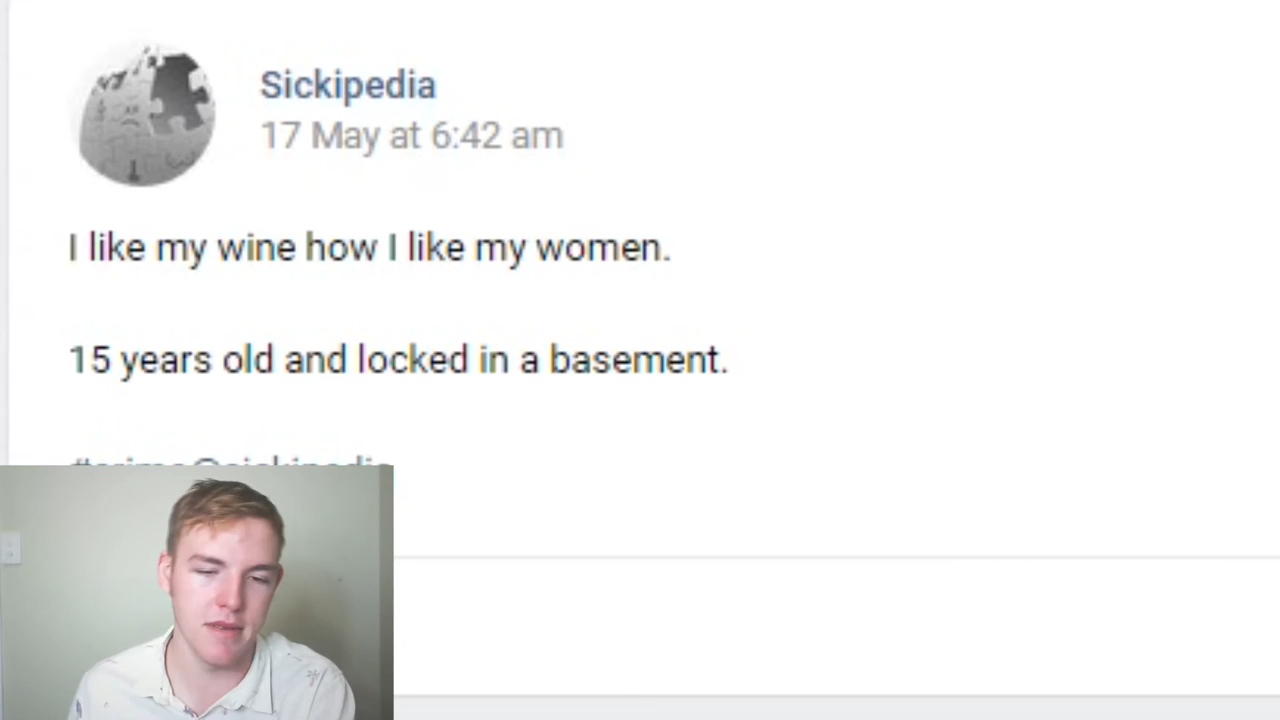 Sickipedia
17 May at 6:42 am
I like my wine how I like my women.
15 years old and locked in a basement.